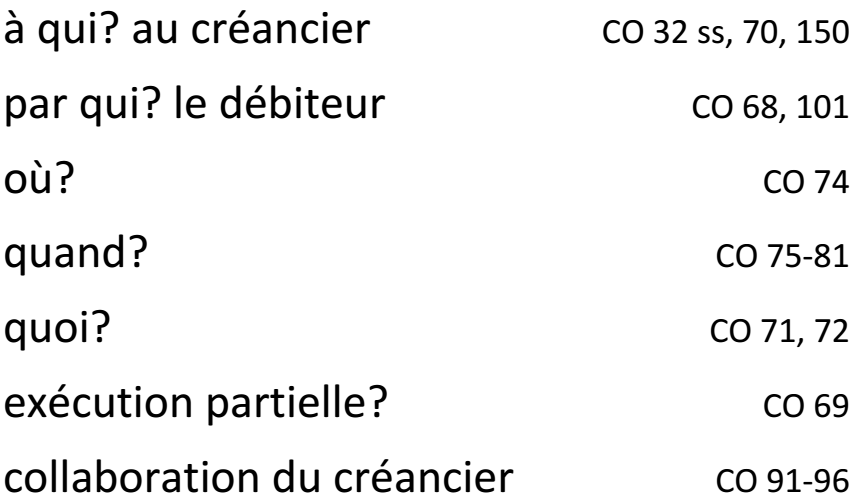 à qui? au créancier CO 32 ss, 70, 150
par qui? le débiteur CO 68, 101
où? CO 74
quand? CO 75-81
quoi? CO 71, 72
exécution partielle? CO 69
collaboration du créancier CO 91-96